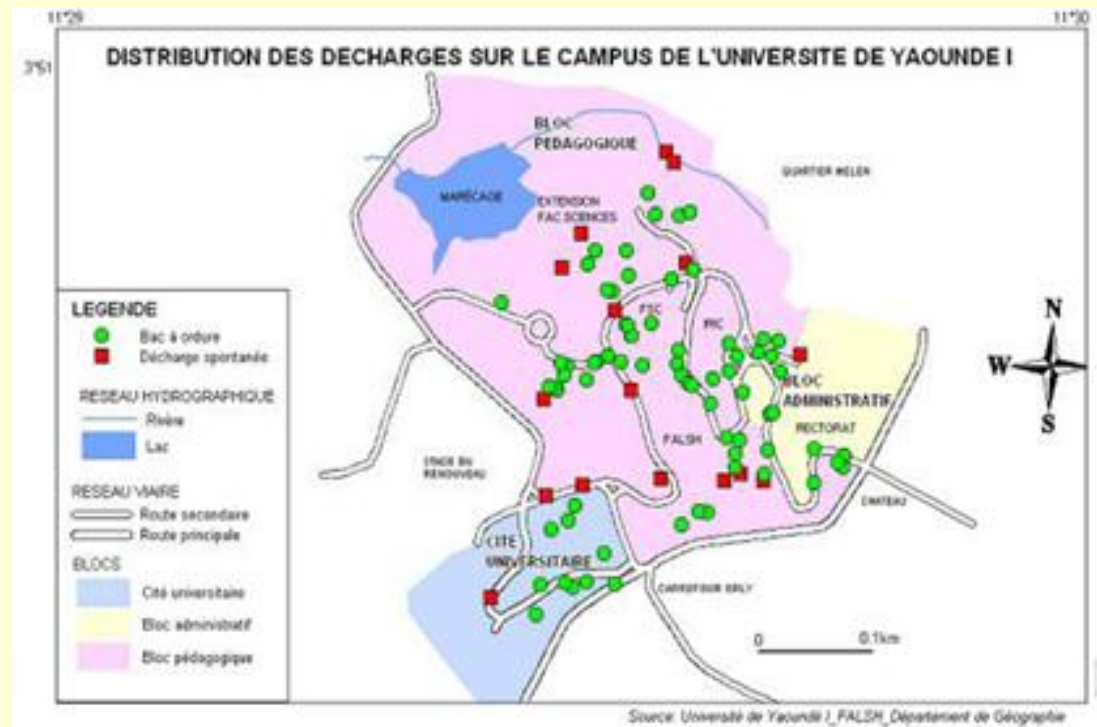 11°29
11°30
3°51
DISTRIBUTION DES DECHARGES SUR LE CAMPUS DE L'UNIVERSITE DE YAOUNDE I
BLOC
PEDAGOGIQUE
QUARTIER MELEN
MARÉCAGE
EXTENSION
FAC SCIENCES
LEGENDE
Bac à ordure
Décharge spontanée
RESEAU HYDROGRAPHIQUE
Rivière
Lac
RESEAU VIAIRE
Route secondaire
Route principale
BLOCS
Cité universitaire
Bloc administratif
Bloc pédagogique
N
W
E
S
BLOC
ADMINISTRATIF
RECTORAT
FALSH
CHATEAU
CITE
UNIVERSITAIRE
CARREFOUR
0
0.1km
Source: Université de Yaoundé I_FALSH_Département de Géographie